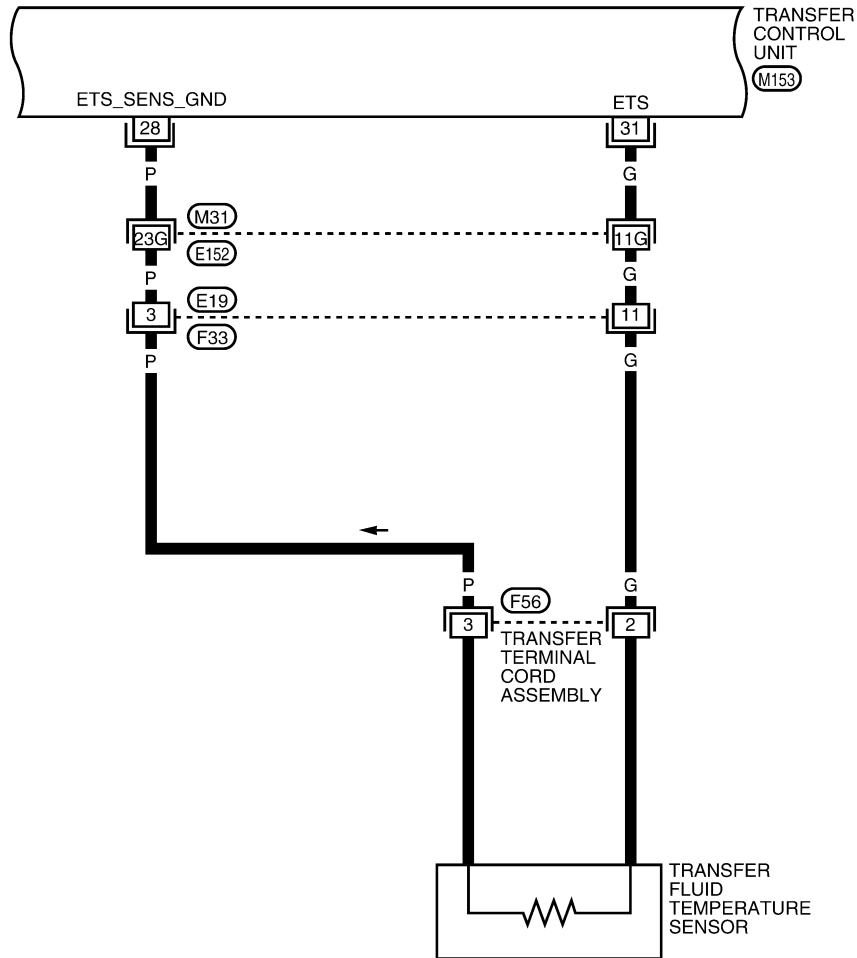 TRANSFER
CONTROL
UNIT
M153
ETS_SENS_GND
ETS
28
31
P
G
M31
23G
11G
E152
P
G
E19
3
11
F33
P
G
P
G
F56
3
2
TRANSFER
TERMINAL
CORD
ASSEMBLY
TRANSFER
FLUID
TEMPERATURE
SENSOR